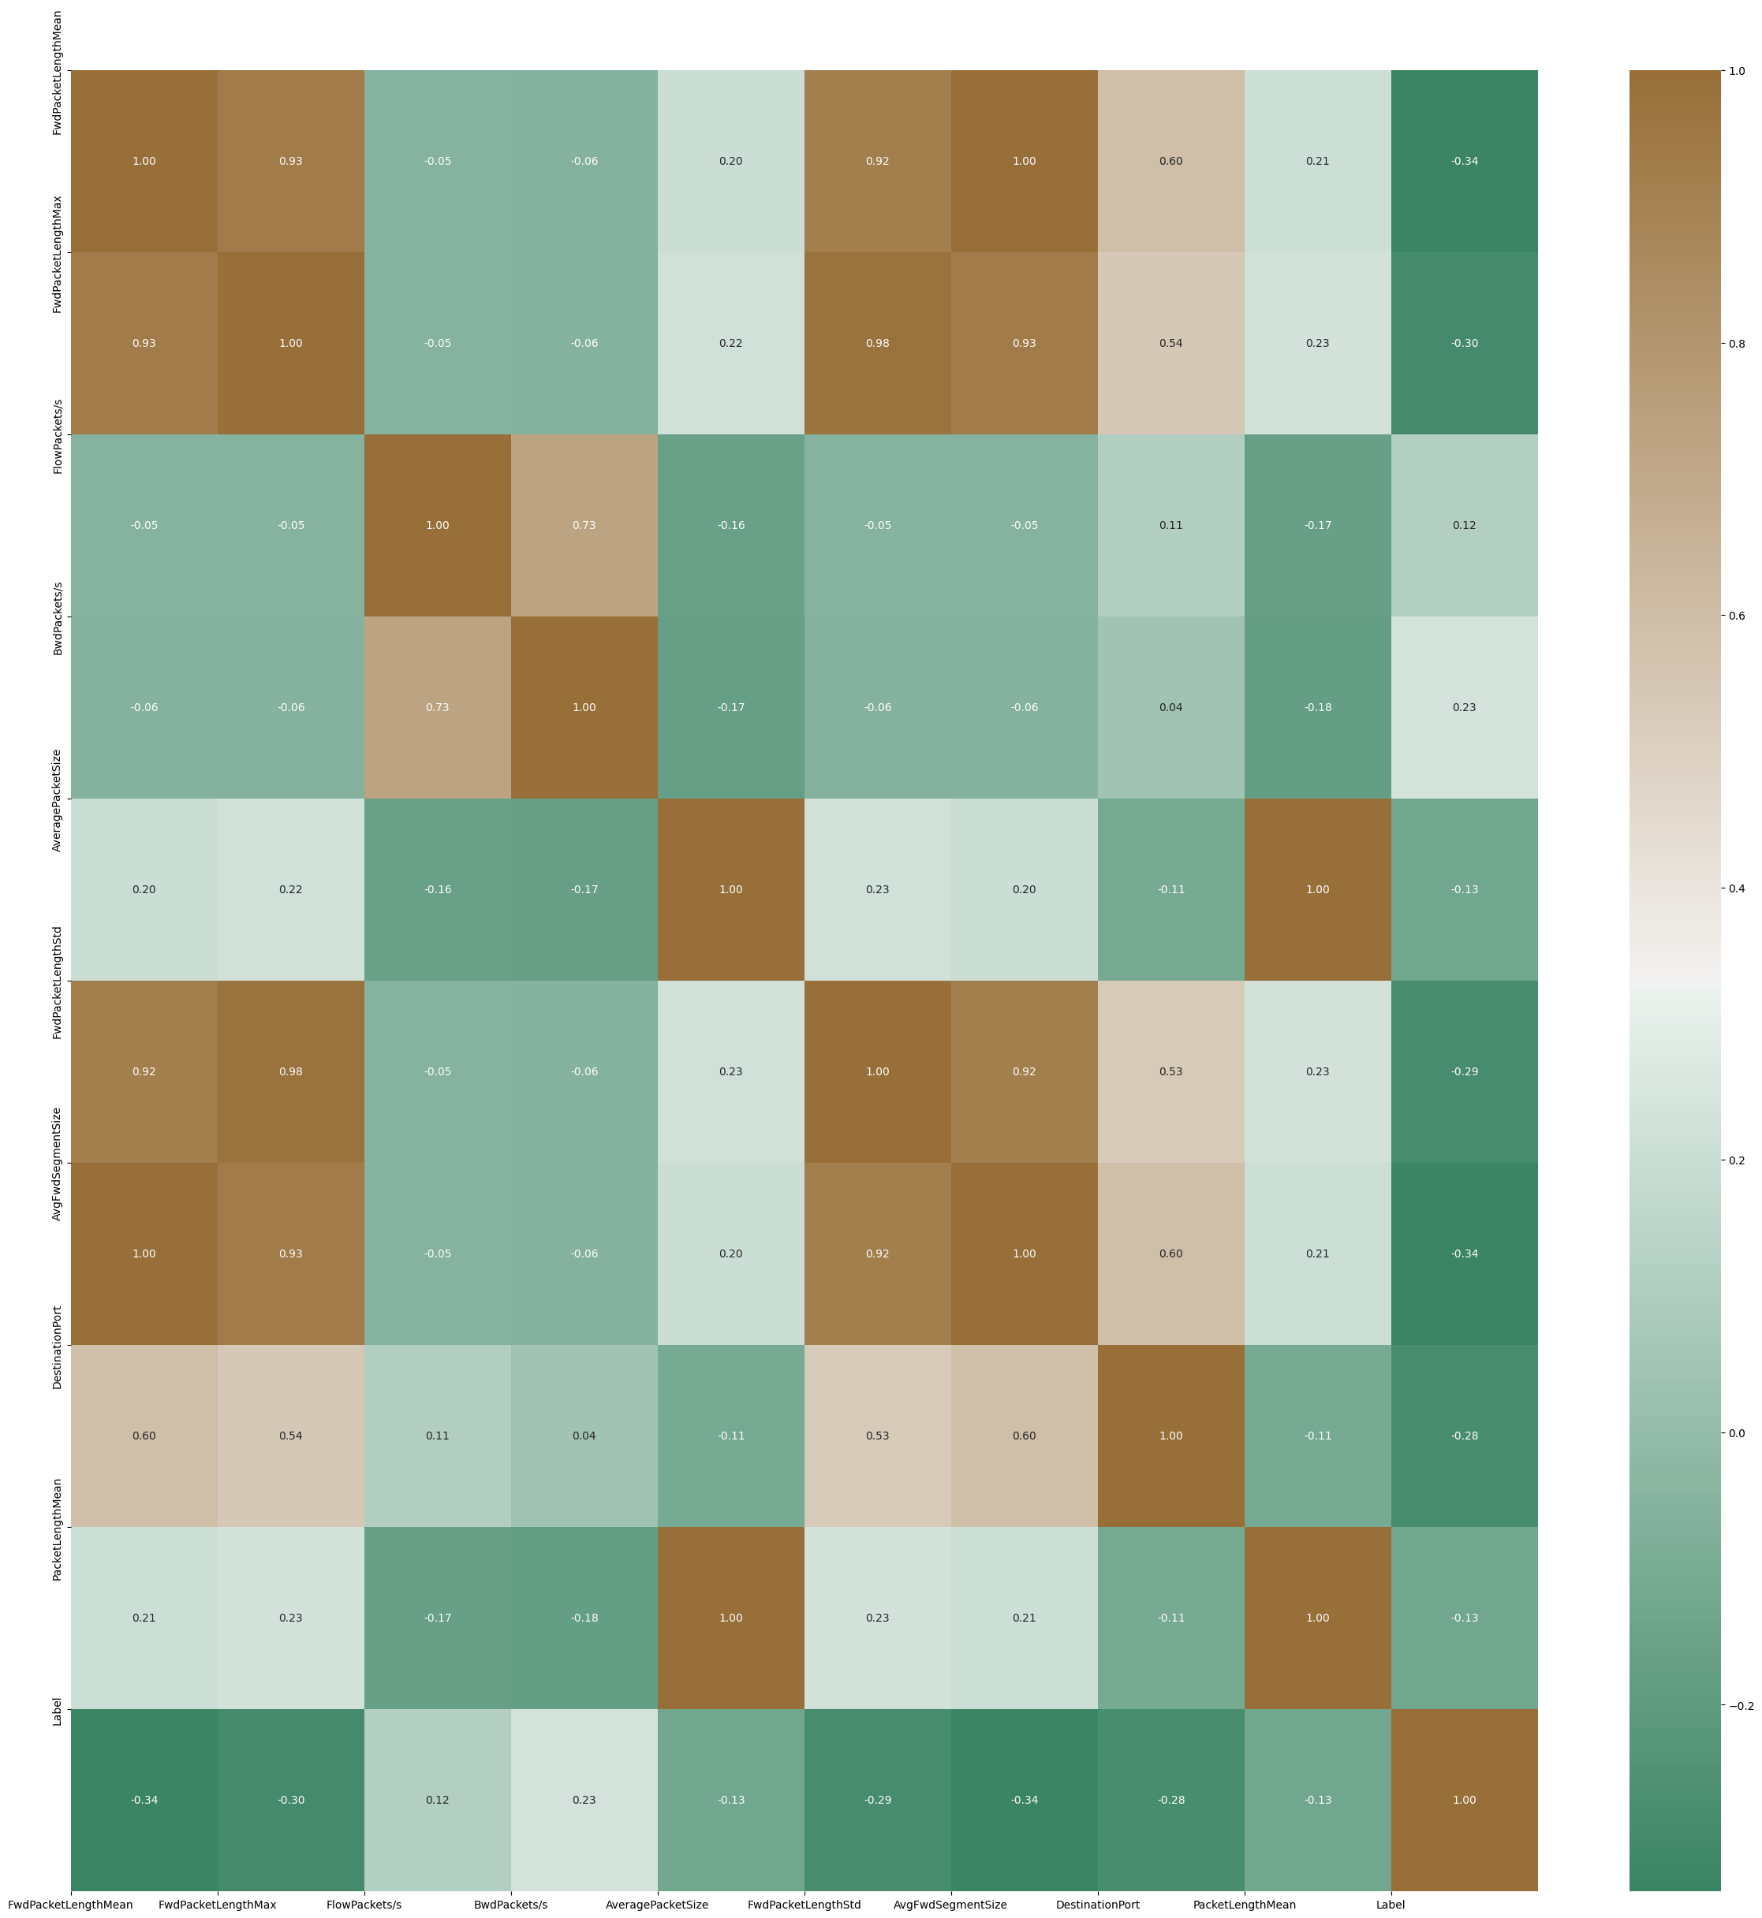 FwdPacketLengthMean
1.00 0.93 -0.05 -0.06 0.20 0.92 1.00 0.60 0.21 -0.34
FwdPacketLengthMax
0.93 1.00 -0.05 -0.06 0.22 0.98 0.93 0.54 0.23 -0.30
FlowPackets/s
-0.05 -0.05 1.00 0.73 -0.16 -0.05 -0.05 0.11 -0.17 0.12
BwdPackets/s
-0.06 -0.06 0.73 1.00 -0.17 -0.06 -0.06 0.04 -0.18 0.23
AveragePacketSize
0.20 0.22 -0.16 -0.17 1.00 0.23 0.20 -0.11 1.00 -0.13
FwdPacketLengthStd
0.92 0.98 -0.05 -0.06 0.23 1.00 0.92 0.53 0.23 -0.29
AvgFwdSegmentSize
1.00 0.93 -0.05 -0.06 0.20 0.92 1.00 0.60 0.21 -0.34
DestinationPort
0.60 0.54 0.11 0.04 -0.11 0.53 0.60 1.00 -0.11 -0.28
PacketLengthMean
0.21 0.23 -0.17 -0.18 1.00 0.23 0.21 -0.11 1.00 -0.13
Label
-0.34 -0.30 0.12 0.23 -0.13 -0.29 -0.34 -0.28 -0.13 1.00
FwdPacketLengthMean FwdPacketLengthMax FlowPackets/s BwdPackets/s AveragePacketSize FwdPacketLengthStd AvgFwdSegmentSize DestinationPort PacketLengthMean Label
1.0
0.8
0.6
0.4
0.2
0.0
−0.2